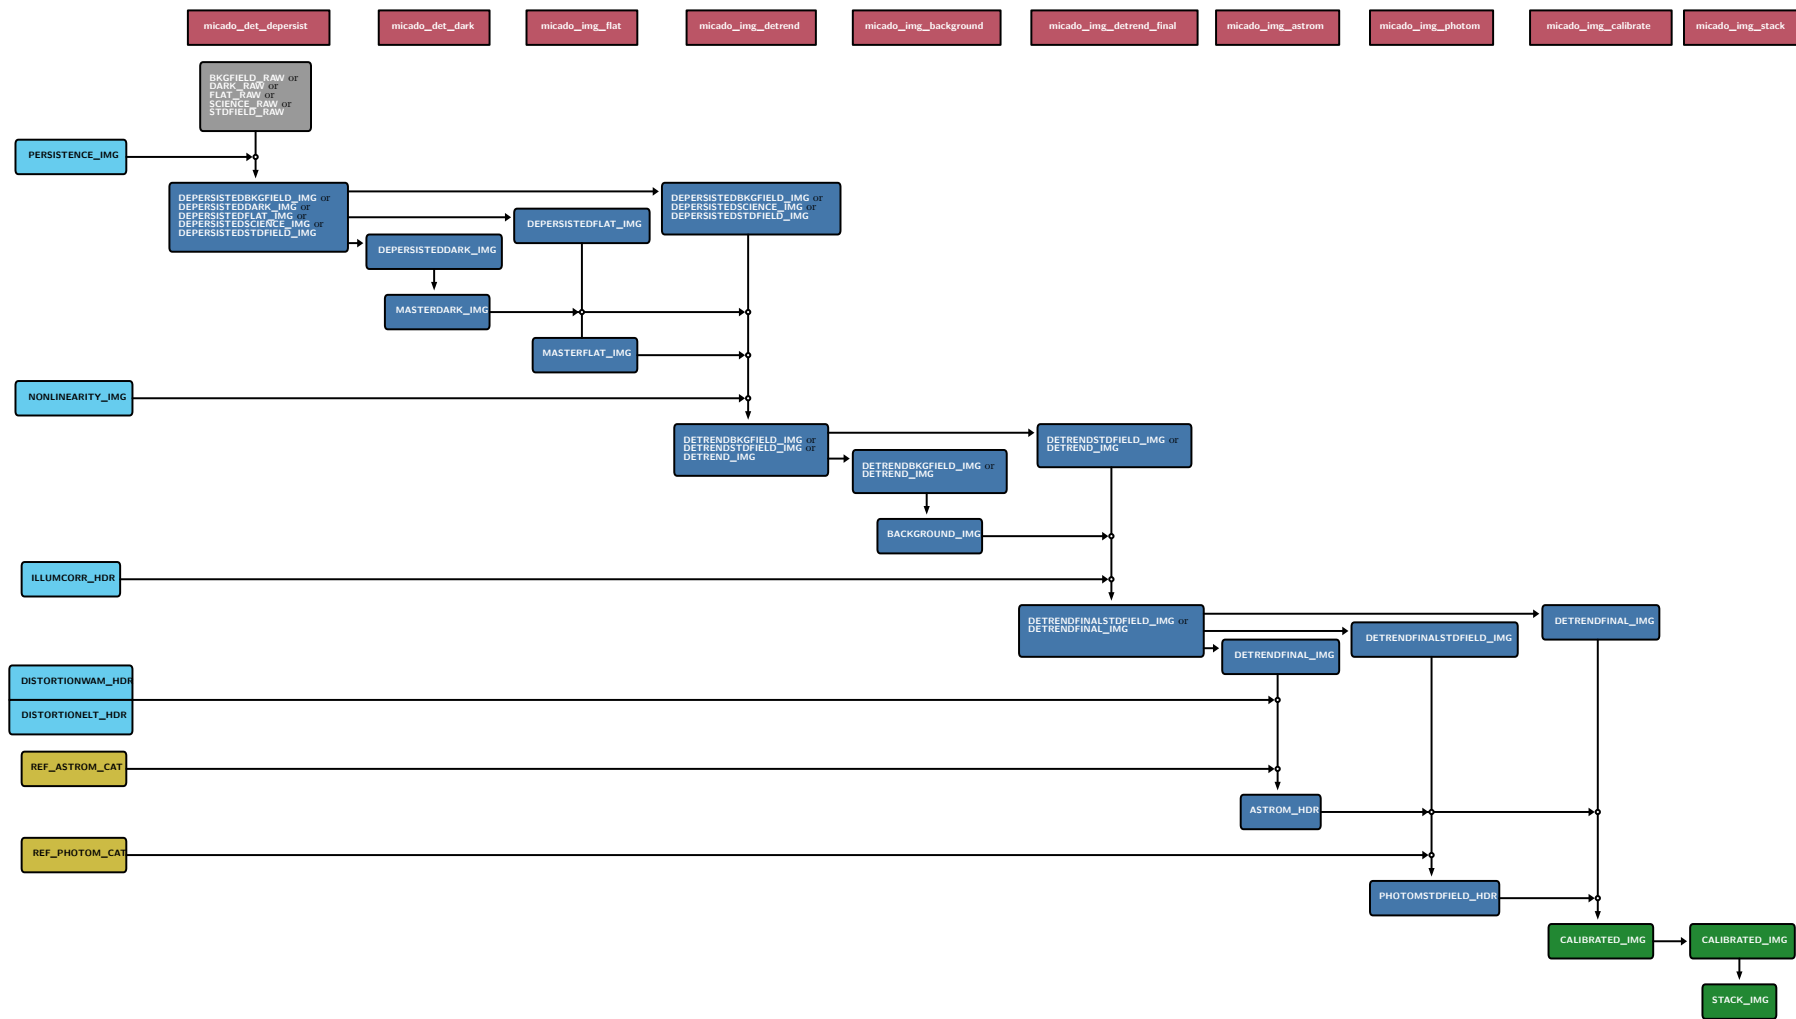 micado_det_depersist
micado_det_dark
micado_img_flat
micado_img_detrend
micado_img_background
micado_img_detrend_final
micado_img_astrom
micado_img_photom
micado_img_calibrate
micado_img_stack
BKGFIELD_RAW or
DARK_RAW or
FLAT_RAW or
SCIENCE_RAW or
STDFIELD_RAW
PERSISTENCE_IMG
DEPERSISTEDBKGFIELD_IMG or
DEPERSISTEDDARK_IMG or
DEPERSISTEDFLAT_IMG or
DEPERSISTEDSCIENCE_IMG or
DEPERSISTEDSTDFIELD_IMG
DEPERSISTEDBKGFIELD_IMG or
DEPERSISTEDSCIENCE_IMG or
DEPERSISTEDSTDFIELD_IMG
DEPERSISTEDFLAT_IMG
DEPERSISTEDDARK_IMG
MASTERDARK_IMG
MASTERFLAT_IMG
NONLINEARITY_IMG
DETRENDBKGFIELD_IMG or
DETRENDSTDFIELD_IMG or
DETREND_IMG
DETRENDSTDFIELD_IMG or
DETREND_IMG
DETRENDBKGFIELD_IMG or
DETREND_IMG
BACKGROUND_IMG
ILLUMCORR_HDR
DETRENDFINALSTDFIELD_IMG or
DETRENDFINAL_IMG
DETRENDFINAL_IMG
DETRENDFINALSTDFIELD_IMG
DETRENDFINAL_IMG
DISTORTIONWAM_HDR
DISTORTIONELT_HDR
REF_ASTROM_CAT
ASTROM_HDR
REF_PHOTOM_CAT
PHOTOMSTDFIELD_HDR
CALIBRATED_IMG
CALIBRATED_IMG
STACK_IMG